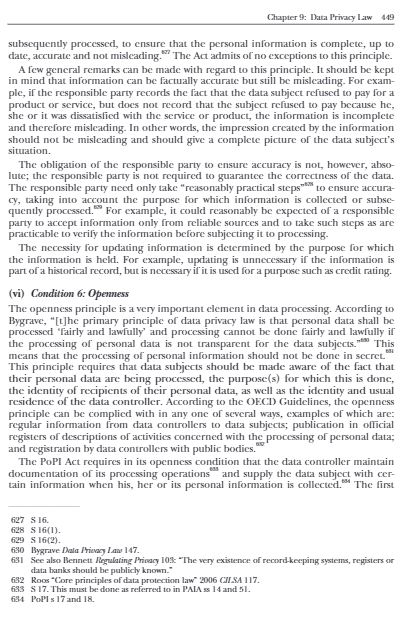 Chapter 9: Data Privacy Law 449
subsequently processed, to ensure that the personal information is complete, up to
date, accurate and not misleading.627 The Act admits of no exceptions to this principle.
A few general remarks can be made with regard to this principle. It should be kept
in mind that information can be factually accurate but still be misleading. For exam-
ple, if the responsible party records the fact that the data subject refused to pay for a
product or service, but does not record that the subject refused to pay because he,
she or it was dissatisfied with the service or product, the information is incomplete
and therefore misleading. In other words, the impression created by the information
should not be misleading and should give a complete picture of the data subject's
situation.
The obligation of the responsible party to ensure accuracy is not, however, abso-
lute; the responsible party is not required to guarantee the correctness of the data.
The responsible party need only take "reasonably practical steps"628 to ensure accura-
cy, taking into account the purpose for which information is collected or subse-
quently processed.629 For example, it could reasonably be expected of a responsible
party to accept information only from reliable sources and to take such steps as are
practicable to verify the information before subjecting it to processing.
The necessity for updating information is determined by the purpose for which
the information is held. For example, updating is unnecessary if the information is
part of a historical record, but is necessary if it is used for a purpose such as credit rating.
(vi) Condition 6: Openness
The openness principle is a very important element in data processing. According to
Bygrave, "[t]he primary principle of data privacy law is that personal data shall be
processed 'fairly and lawfully' and processing cannot be done fairly and lawfully if
the processing of personal data is not transparent for the data subjects."630 This
means that the processing of personal information should not be done in secret.631
This principle requires that data subjects should be made aware of the fact that
their personal data are being processed, the purpose(s) for which this is done,
the identity of recipients of their personal data, as well as the identity and usual
residence of the data controller. According to the OECD Guidelines, the openness
principle can be complied with in any one of several ways, examples of which are:
regular information from data controllers to data subjects; publication in official
registers of descriptions of activities concerned with the processing of personal data;
and registration by data controllers with public bodies.632
The PoPI Act requires in its openness condition that the data controller maintain
documentation of its processing operations633 and supply the data subject with cer-
tain information when his, her or its personal information is collected.634 The first
627 S 16.
628 S 16(1).
629 S 16(2).
630 Bygrave Data Privacy Law 147.
631 See also Bennett Regulating Privacy 103: "The very existence of record-keeping systems, registers or
data banks should be publicly known."
632 Roos "Core principles of data protection law" 2006 CILSA 117.
633 S 17. This must be done as referred to in PAIA ss 14 and 51.
634 PoPI s 17 and 18.